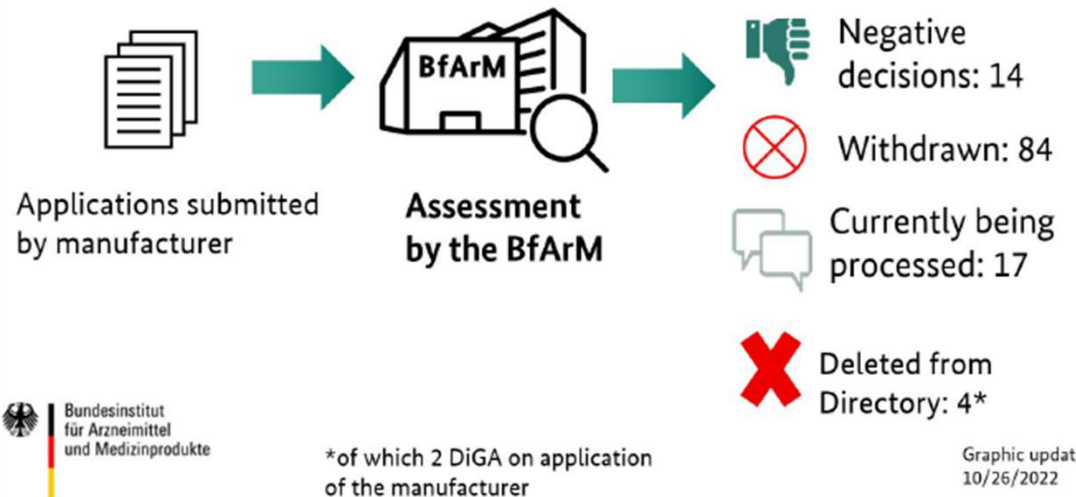 BfArM
Applications submitted
by manufacturer
Assessment
by the BfArM
Negative
decisions: 14
Withdrawn: 84
Currently being
processed: 17
Deleted from
Directory: 4*
Bundesinstitut
für Arzneimittel
und Medizinprodukte
*of which 2 DiGA on application
of the manufacturer
Graphic updat
10/26/2022